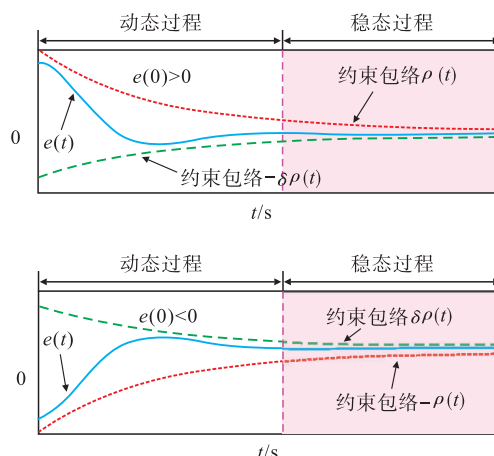 动态过程 稳态过程
e(0)>0
约束包络ρ(t)
0
e(t)
约束包络-δρ(t)
t/s
动态过程 稳态过程
e(0)<0
约束包络δρ(t)
e(t)
0
约束包络-ρ(t)
t/s